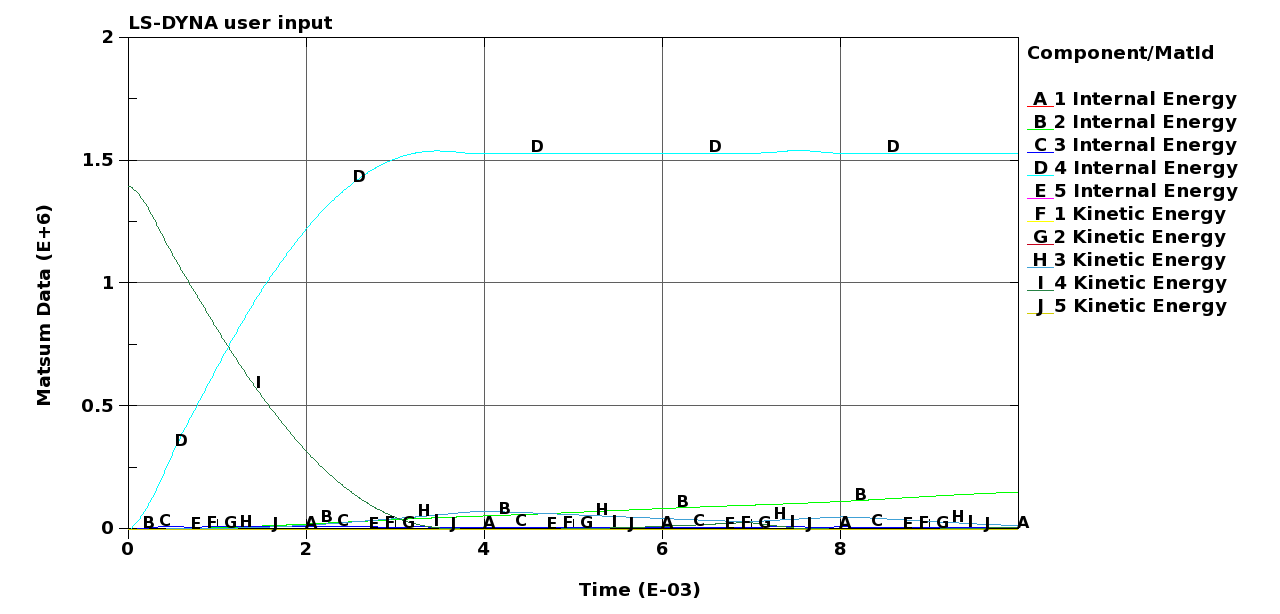 LS-DYNA user input
Matsum Data (E+6)
2
1.5
1
0.5
0
0 2 4 6 8
Time (E-03)
Component/MatId
A 1 Internal Energy
B 2 Internal Energy
C 3 Internal Energy
D 4 Internal Energy
E 5 Internal Energy
F 1 Kinetic Energy
G 2 Kinetic Energy
H 3 Kinetic Energy
I 4 Kinetic Energy
J 5 Kinetic Energy
D D D
D
I
D
B
B
B
H H H H
B C E F G H J A B C E F G I J A C E F G I J A C E F G I J A C E F G I J A